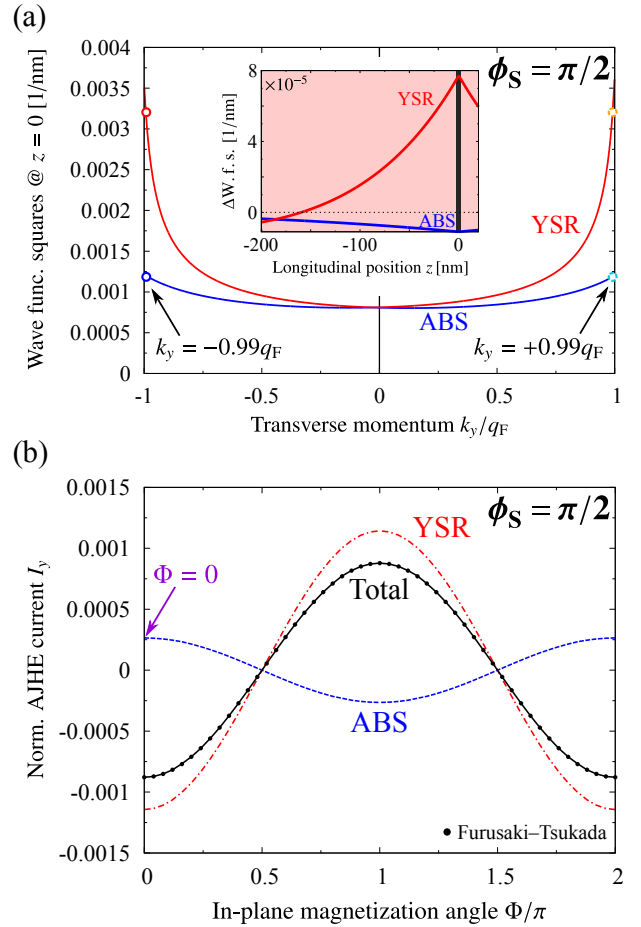 (a)
ϕS = π/2
Wave func. squares @ z = 0 [1/nm]
0.004
0.0035
0.003
0.0025
0.002
0.0015
0.001
0.0005
0
×10−5
ΔW.f.s. [1/nm]
8
4
0
YSR
ABS
-200
-100
0
Longitudinal position z [nm]
YSR
ABS
ky = −0.99qF
ky = +0.99qF
-1
-0.5
0
0.5
1
Transverse momentum ky/qF
(b)
ϕS = π/2
Norm. AJHE current Iy
0.0015
0.001
0.0005
0
-0.0005
-0.001
-0.0015
YSR
Φ = 0
Total
ABS
Furusaki–Tsukada
0
0.5
1
1.5
2
In-plane magnetization angle Φ/π